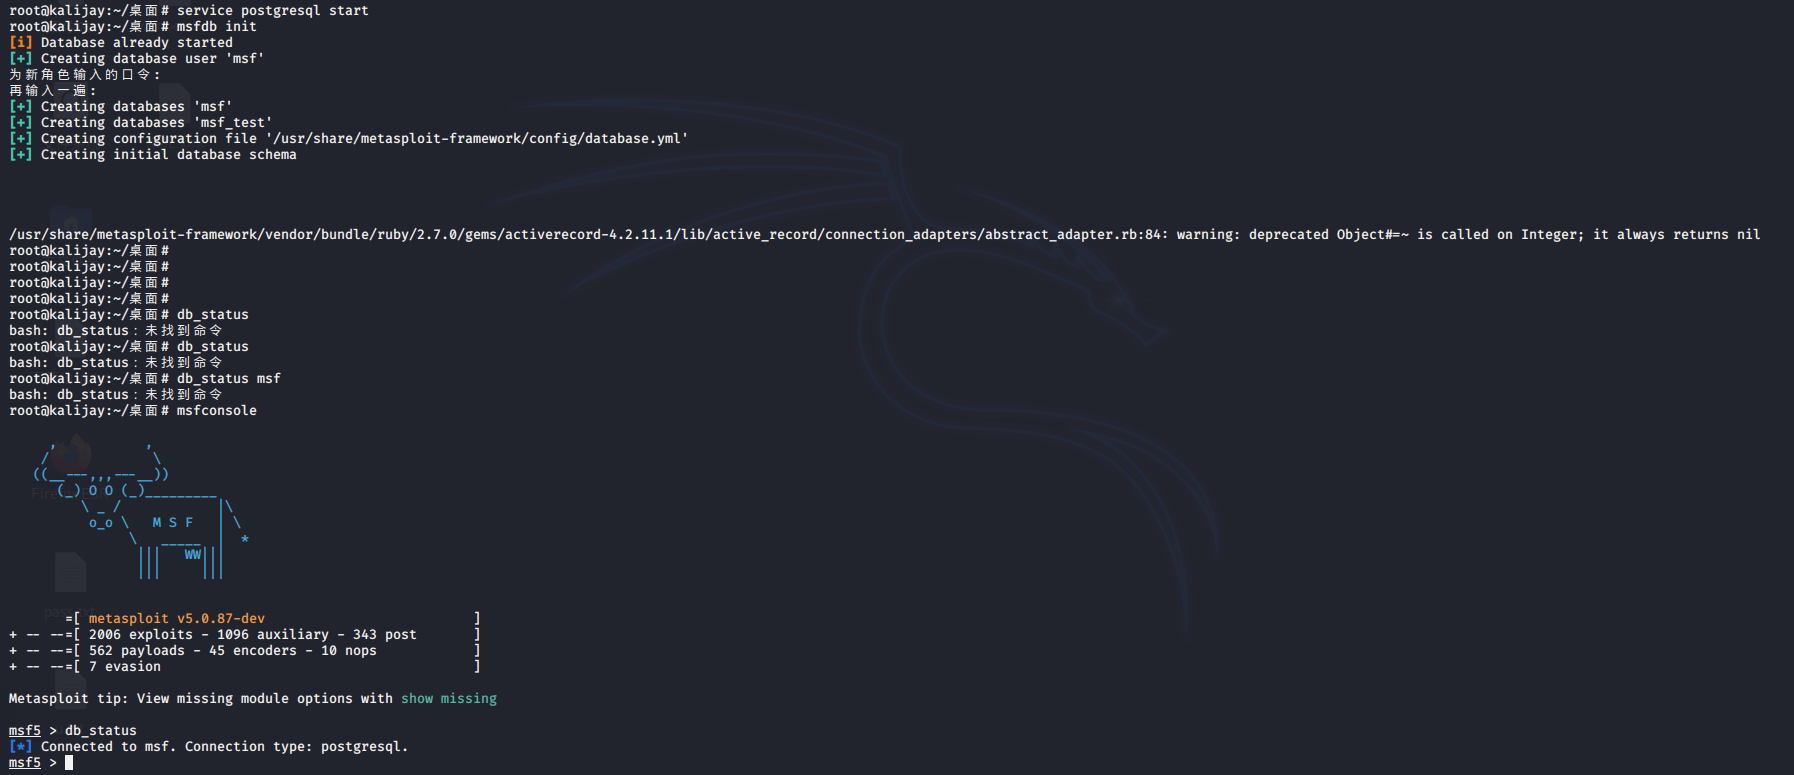 root@kalijay:~/桌面# service postgresql start
root@kalijay:~/桌面# msfdb init
[i] Database already started
[+] Creating database user 'msf'
为新角色输入的口令:
再输入一遍:
[+] Creating databases 'msf'
[+] Creating databases 'msf_test'
[+] Creating configuration file '/usr/share/metasploit-framework/config/database.yml'
[+] Creating initial database schema
/usr/share/metasploit-framework/vendor/bundle/ruby/2.7.0/gems/activerecord-4.2.11.1/lib/active_record/connection_adapters/abstract_adapter.rb:84: warning: deprecated Object#=~ is called on Integer; it always returns nil
root@kalijay:~/桌面#
root@kalijay:~/桌面#
root@kalijay:~/桌面#
root@kalijay:~/桌面#
root@kalijay:~/桌面# db_status
bash: db_status：未找到命令
root@kalijay:~/桌面# db_status
bash: db_status：未找到命令
root@kalijay:~/桌面# db_status msf
bash: db_status：未找到命令
root@kalijay:~/桌面# msfconsole
     ,           ,
    /             \
   ((__---,,,---__))
      (_) O O (_)_________
         \ _ /            |\
          o_o \   M S F   | \
               \   _____  |  *
                |||   WW|||
                |||     |||
=[ metasploit v5.0.87-dev ]
+ -- --=[ 2006 exploits - 1096 auxiliary - 343 post ]
+ -- --=[ 562 payloads - 45 encoders - 10 nops ]
+ -- --=[ 7 evasion ]
Metasploit tip: View missing module options with show missing
msf5 > db_status
[*] Connected to msf. Connection type: postgresql.
msf5 >